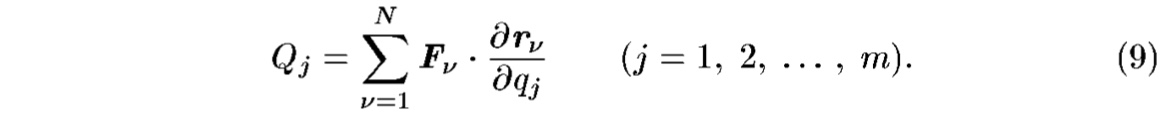 Q_j = \sum_{\nu=1}^{N} \boldsymbol{F}_\nu \cdot \frac{\partial \boldsymbol{r}_\nu}{\partial q_j} \qquad (j = 1, 2, \ldots, m). \qquad (9)